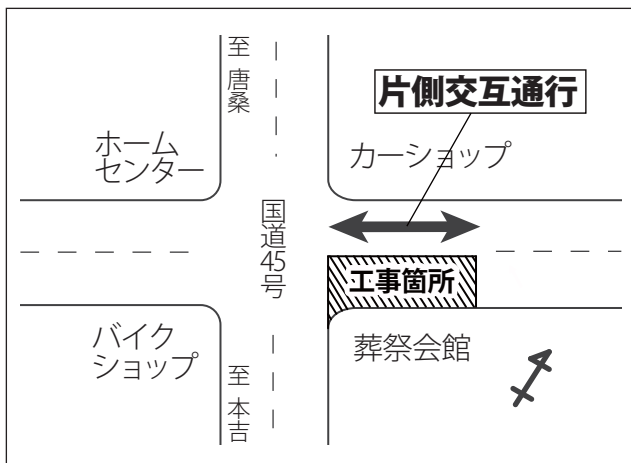 至 唐桑
片側交互通行
ホーム
センター
カーショップ
国道45号
工事箇所
バイク
ショップ
葬祭会館
至 本吉